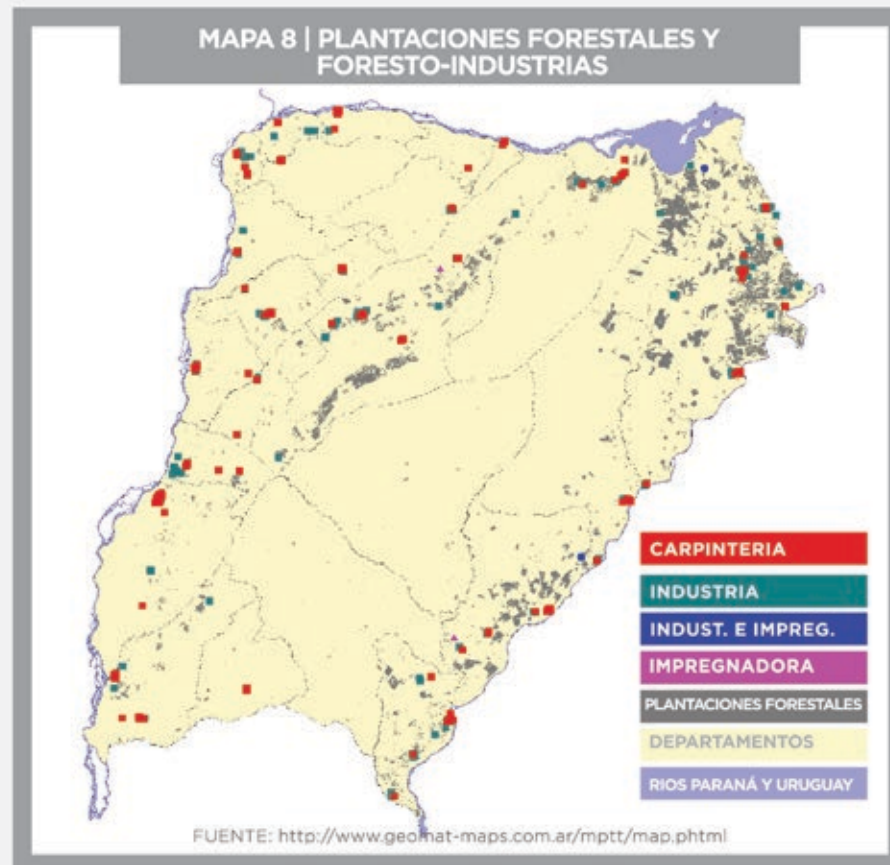 MAPA 8 | PLANTACIONES FORESTALES Y
FORESTO-INDUSTRIAS
CARPINTERIA
INDUSTRIA
INDUST. E IMPREG.
IMPREGNADORA
PLANTACIONES FORESTALES
DEPARTAMENTOS
RIOS PARANÁ Y URUGUAY
FUENTE: http://www.geomat-maps.com.ar/mptt/map.phtml